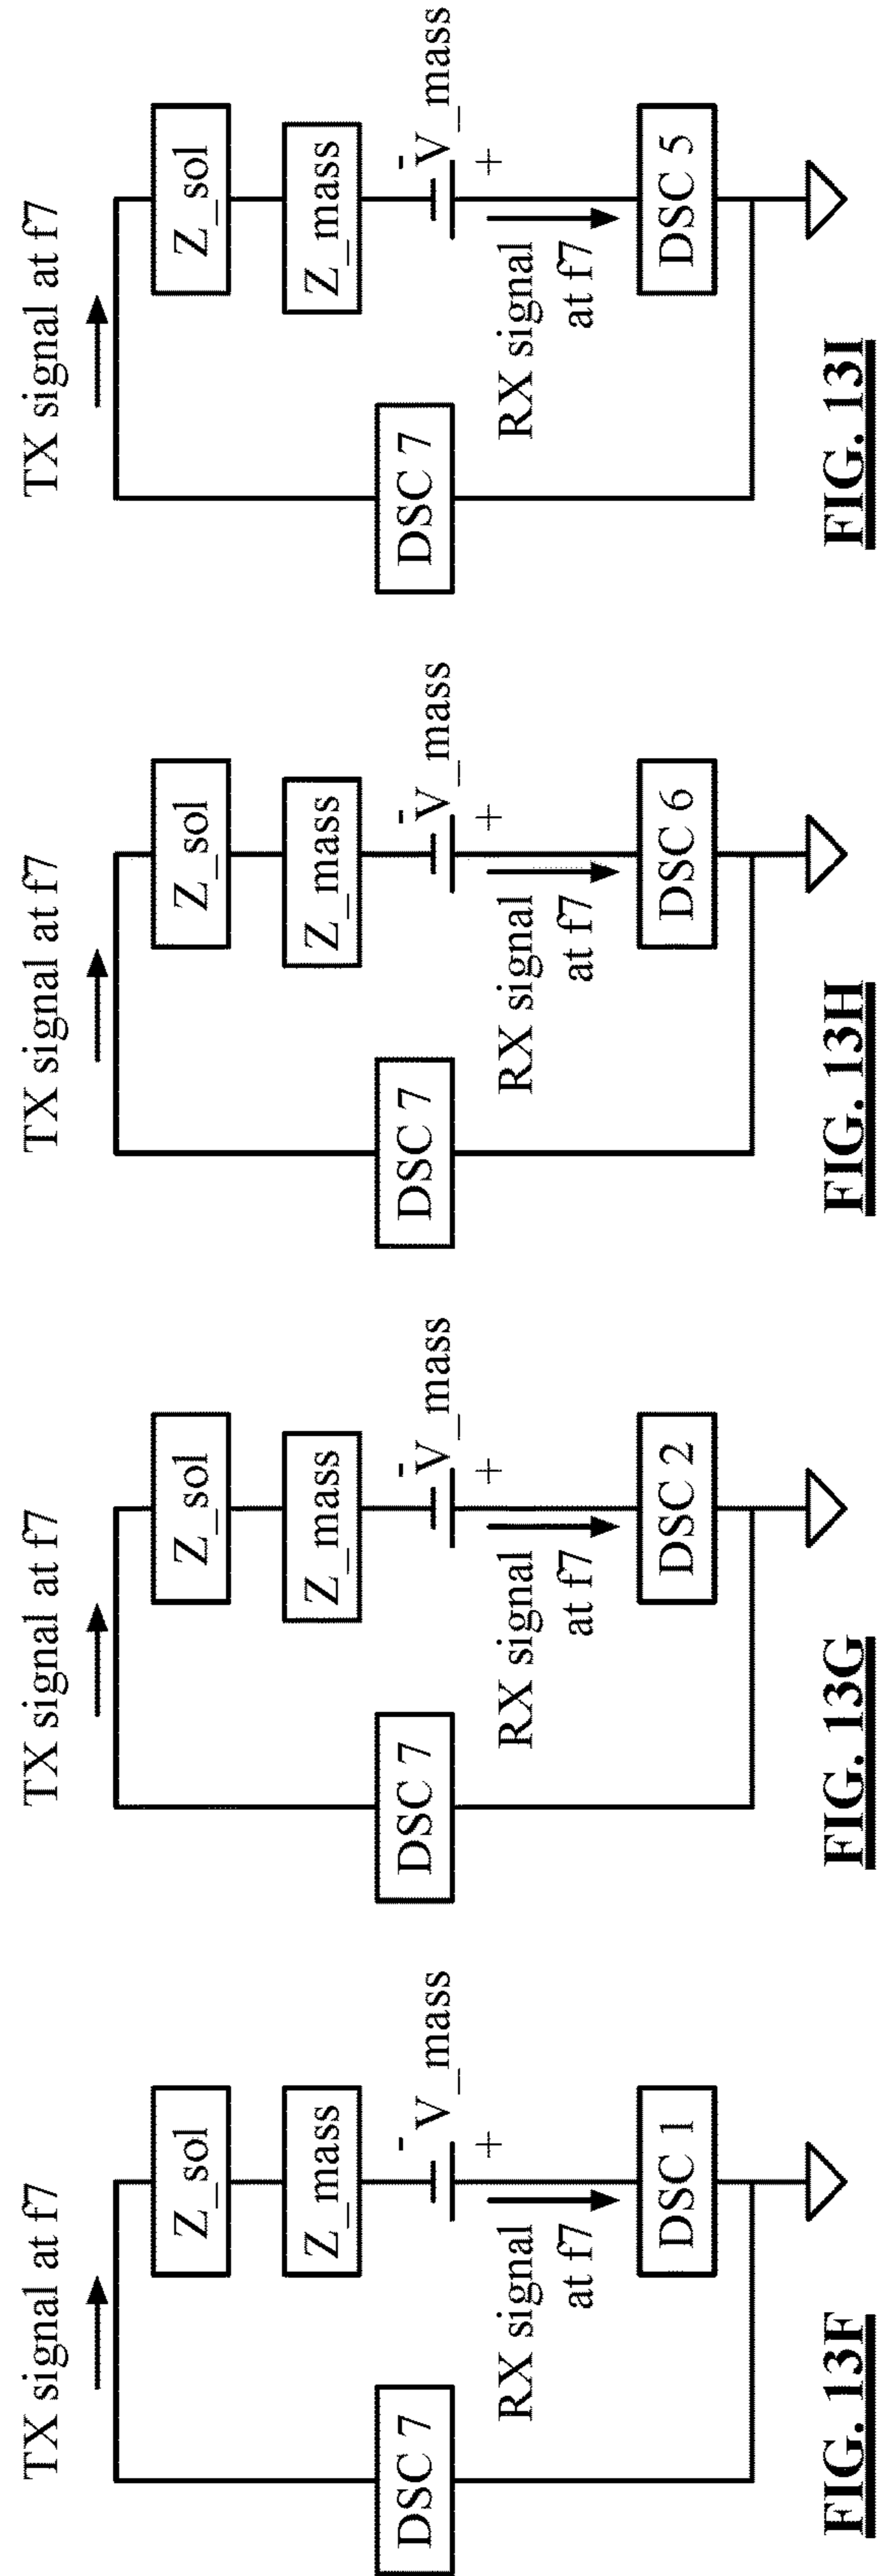 TX signal at f7
Z_sol
Z_mass
DSC 7
-
V_mass
+
RX signal
at f7
DSC 1
FIG. 13F
TX signal at f7
Z_sol
Z_mass
DSC 7
-
V_mass
+
RX signal
at f7
DSC 2
FIG. 13G
TX signal at f7
Z_sol
Z_mass
DSC 7
-
V_mass
+
RX signal
at f7
DSC 6
FIG. 13H
TX signal at f7
Z_sol
Z_mass
DSC 7
-
V_mass
+
RX signal
at f7
DSC 5
FIG. 13I